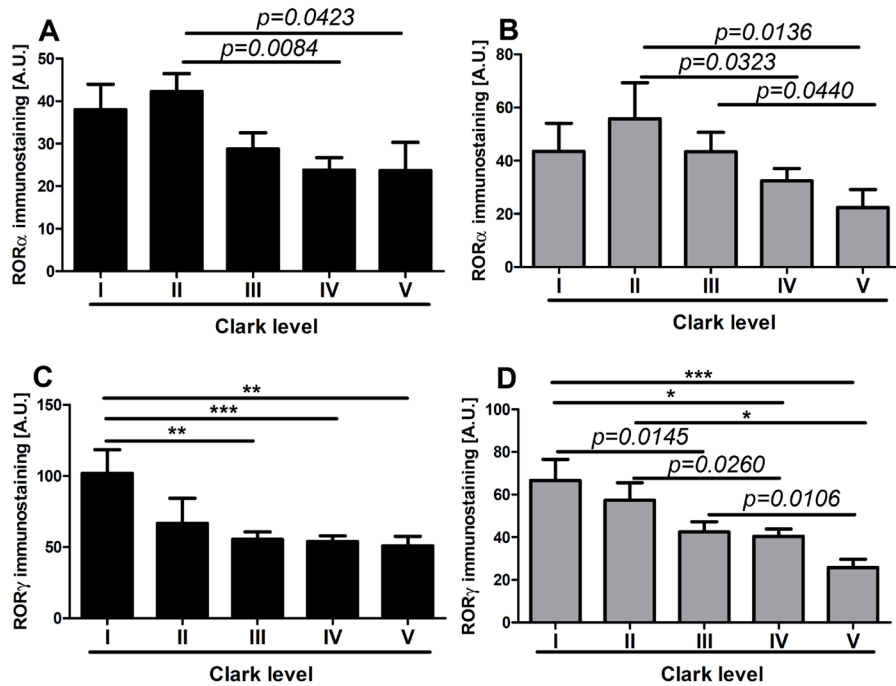 A
p=0.0423
p=0.0084
RORα immunostaining [A.U.]
50
40
30
20
10
0
I II III IV V
Clark level
B
p=0.0136
p=0.0323
p=0.0440
RORα immunostaining [A.U.]
80
60
40
20
0
I II III IV V
Clark level
C
**
***
**
RORγ immunostaining [A.U.]
150
100
50
0
I II III IV V
Clark level
D
***
*
*
p=0.0145
p=0.0260
p=0.0106
RORγ immunostaining [A.U.]
100
80
60
40
20
0
I II III IV V
Clark level